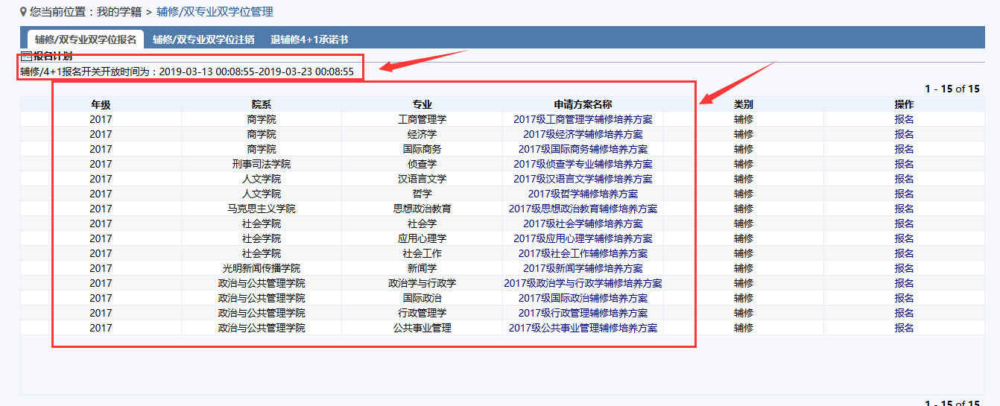 您当前位置：我的学籍 > 辅修/双专业双学位管理
辅修/双专业双学位报名 辅修/双专业双学位注销 退辅修4+1承诺书
报名计划
辅修/4+1报名开关开放时间为：2019-03-13 00:08:55-2019-03-23 00:08:55
1 - 15 of 15
年级 院系 专业 申请方案名称 类别 操作
2017 商学院 工商管理学 2017级工商管理学辅修培养方案 辅修 报名
2017 商学院 经济学 2017级经济学辅修培养方案 辅修 报名
2017 商学院 国际商务 2017级国际商务辅修培养方案 辅修 报名
2017 刑事司法学院 侦查学 2017级侦查学专业辅修培养方案 辅修 报名
2017 人文学院 汉语言文学 2017级汉语言文学辅修培养方案 辅修 报名
2017 人文学院 哲学 2017级哲学辅修培养方案 辅修 报名
2017 马克思主义学院 思想政治教育 2017级思想政治教育辅修培养方案 辅修 报名
2017 社会学院 社会学 2017级社会学辅修培养方案 辅修 报名
2017 社会学院 应用心理学 2017级应用心理学辅修培养方案 辅修 报名
2017 社会学院 社会工作 2017级社会工作辅修培养方案 辅修 报名
2017 光明新闻传播学院 新闻学 2017级新闻学辅修培养方案 辅修 报名
2017 政治与公共管理学院 政治学与行政学 2017级政治学与行政学辅修培养方案 辅修 报名
2017 政治与公共管理学院 国际政治 2017级国际政治辅修培养方案 辅修 报名
2017 政治与公共管理学院 行政管理学 2017级行政管理辅修培养方案 辅修 报名
2017 政治与公共管理学院 公共事业管理 2017级公共事业管理辅修培养方案 辅修 报名
1 - 15 of 15